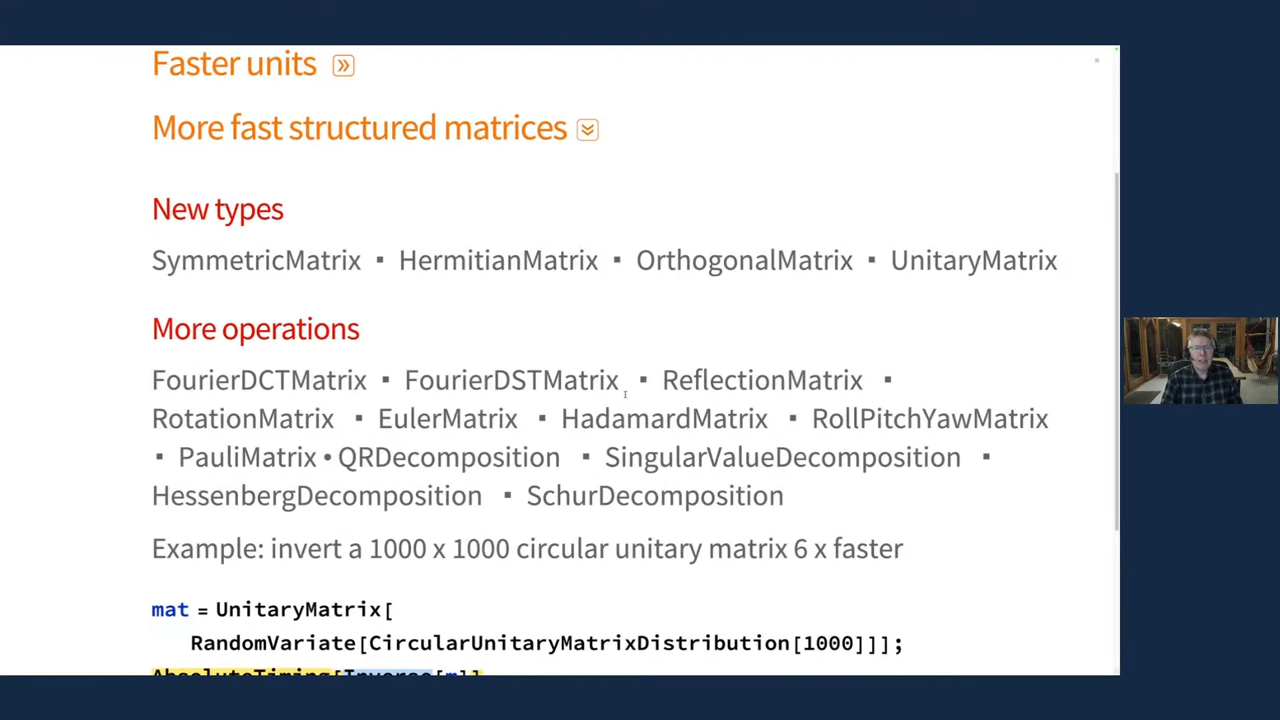 Faster units
More fast structured matrices
New types
SymmetricMatrix ▪ HermitianMatrix ▪ OrthogonalMatrix ▪ UnitaryMatrix
More operations
FourierDCTMatrix ▪ FourierDSTMatrix ▪ ReflectionMatrix ▪
RotationMatrix ▪ EulerMatrix ▪ HadamardMatrix ▪ RollPitchYawMatrix
▪ PauliMatrix • QRDecomposition ▪ SingularValueDecomposition ▪
HessenbergDecomposition ▪ SchurDecomposition
Example: invert a 1000 x 1000 circular unitary matrix 6 x faster
mat = UnitaryMatrix[
RandomVariate[CircularUnitaryMatrixDistribution[1000]]];
AbsoluteTiming[Inverse[m]]